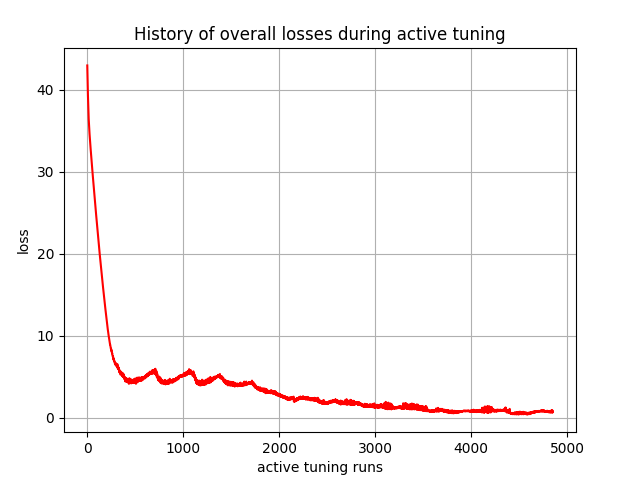 History of overall losses during active tuning
40
30
20
10
0
loss
0 1000 2000 3000 4000 5000
active tuning runs